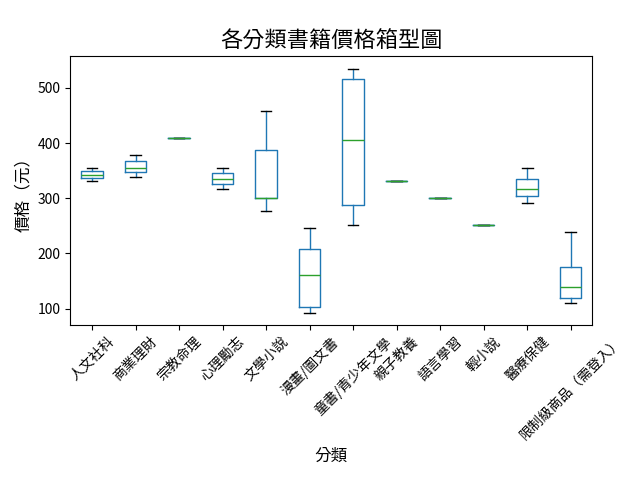 各分類書籍價格箱型圖
價格（元）
500
400
300
200
100
人文社科
商業理財
宗教命理
心理勵志
文學小說
漫畫/圖文書
童書/青少年文學
親子教養
語言學習
輕小說
醫療保健
限制級商品（需登入）
分類